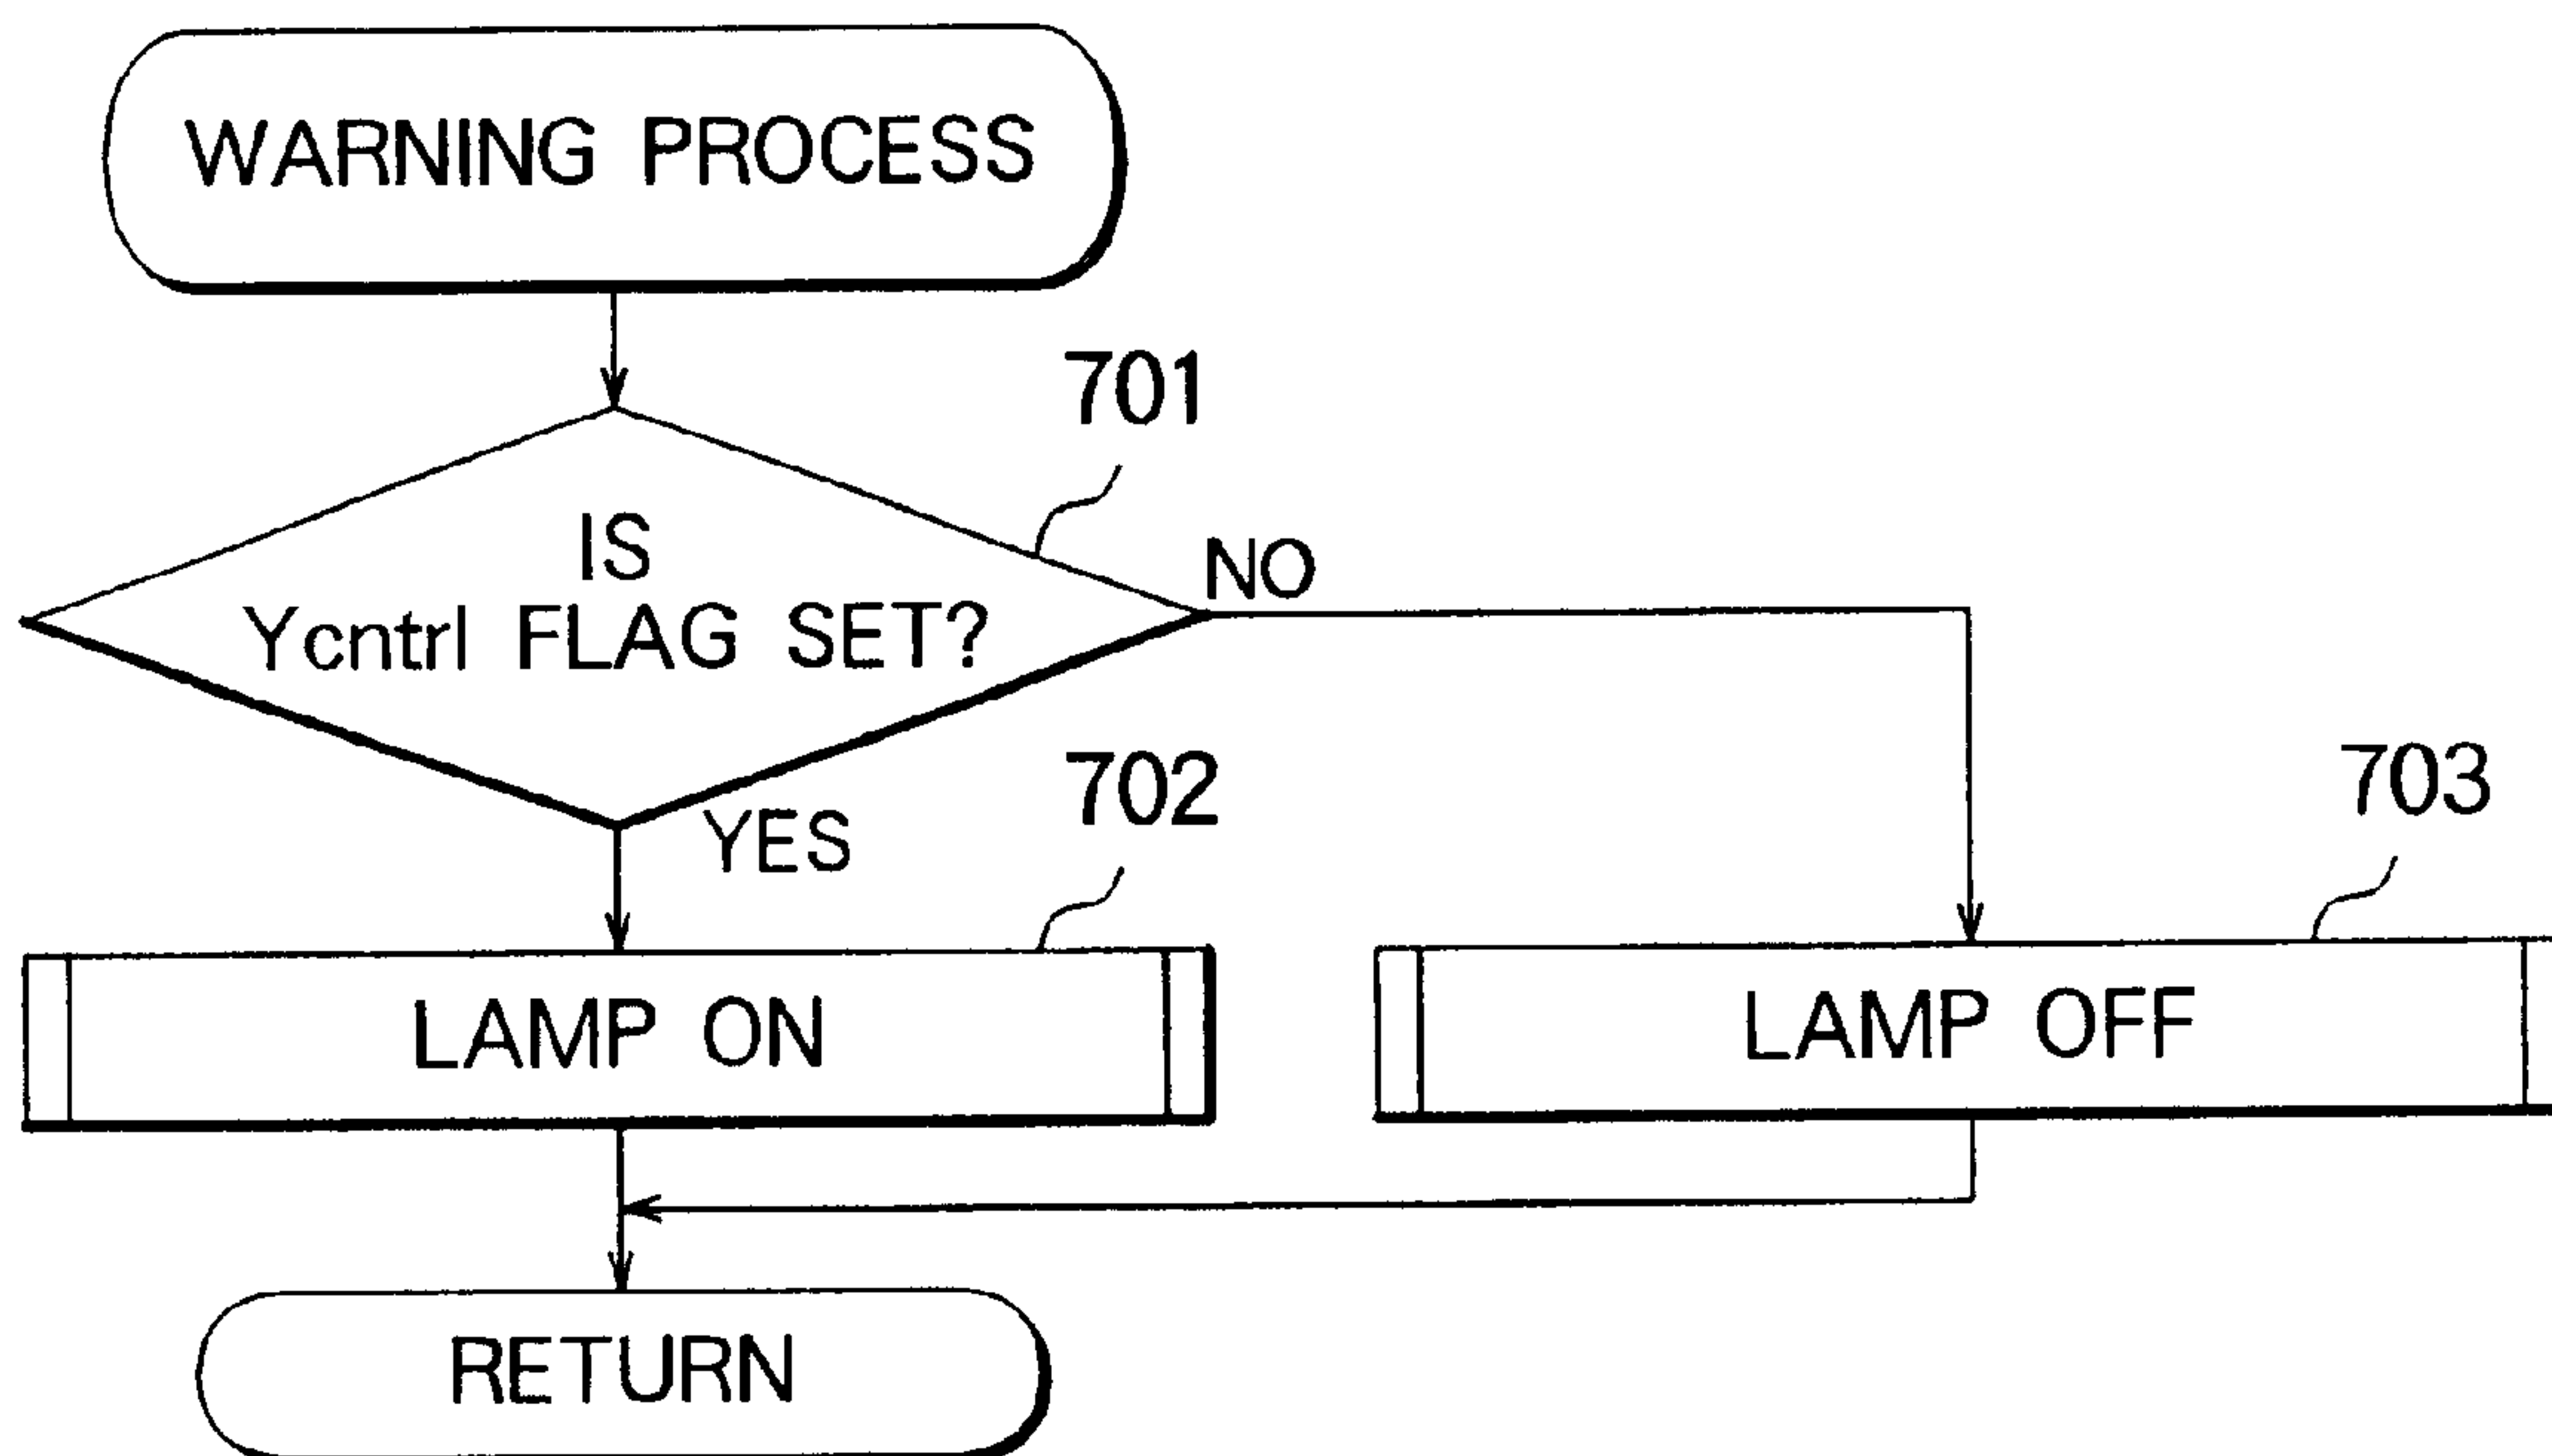 WARNING PROCESS
701
IS
Ycntrl FLAG SET?
NO
YES
702
703
LAMP ON
LAMP OFF
RETURN